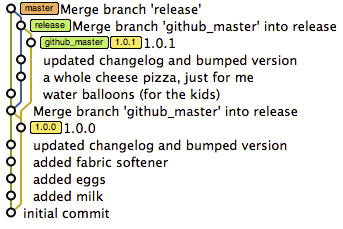 master Merge branch 'release'
release Merge branch 'github_master' into release
github_master 1.0.1 1.0.1
updated changelog and bumped version
a whole cheese pizza, just for me
water balloons (for the kids)
Merge branch 'github_master' into release
1.0.0 1.0.0
updated changelog and bumped version
added fabric softener
added eggs
added milk
initial commit